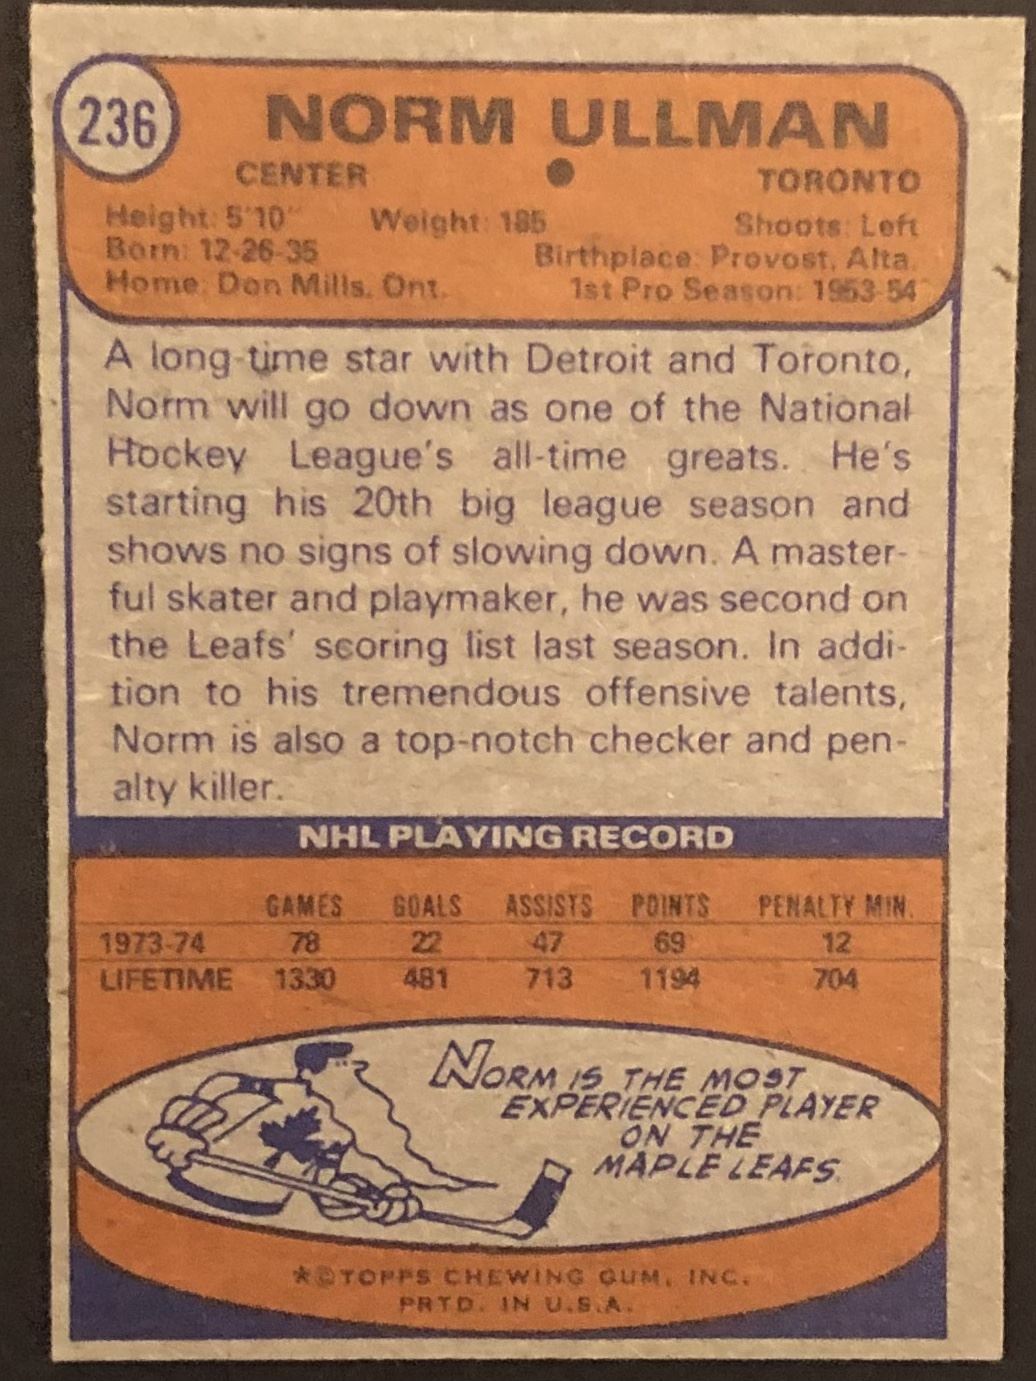 236
NORM ULLMAN
CENTER
TORONTO
Height: 5'10" Weight: 185 Shoots: Left
Born: 12-26-35 Birthplace: Provost, Alta.
Home: Don Mills, Ont. 1st Pro Season: 1953-54
A long-time star with Detroit and Toronto,
Norm will go down as one of the National
Hockey League's all-time greats. He's
starting his 20th big league season and
shows no signs of slowing down. A master-
ful skater and playmaker, he was second on
the Leafs' scoring list last season. In addi-
tion to his tremendous offensive talents,
Norm is also a top-notch checker and pen-
alty killer.
NHL PLAYING RECORD
GAMES GOALS ASSISTS POINTS PENALTY MIN.
1973-74 78 22 47 69 12
LIFETIME 1330 481 713 1194 704
NORM IS THE MOST
EXPERIENCED PLAYER
ON THE
MAPLE LEAFS.
*©TOPPS CHEWING GUM, INC.
PRTD. IN U.S.A.